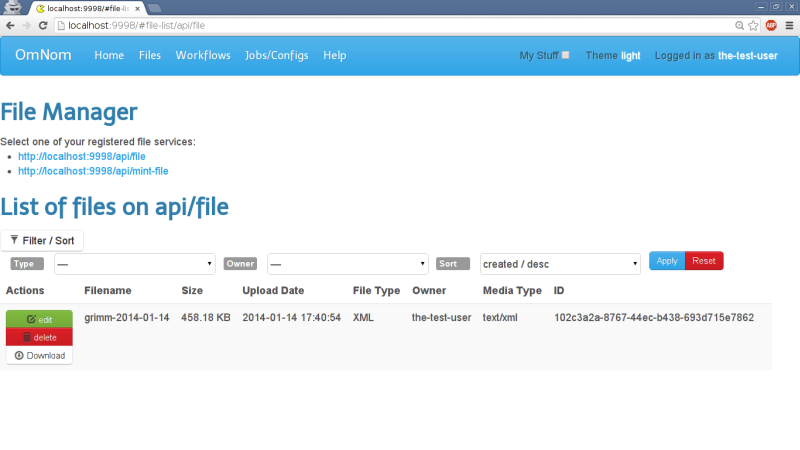 localhost:9998/#file-lis
localhost:9998/#file-list/api/file
ABP
OmNom Home Files Workflows Jobs/Configs Help My Stuff Theme light Logged in as the-test-user
File Manager
Select one of your registered file services:
http://localhost:9998/api/file
http://localhost:9998/api/mint-file
List of files on api/file
Filter / Sort
Type — Owner — Sort created / desc Apply Reset
Actions Filename Size Upload Date File Type Owner Media Type ID
edit grimm-2014-01-14 458.18 KB 2014-01-14 17:40:54 XML the-test-user text/xml 102c3a2a-8767-44ec-b438-693d715e7862
delete
Download